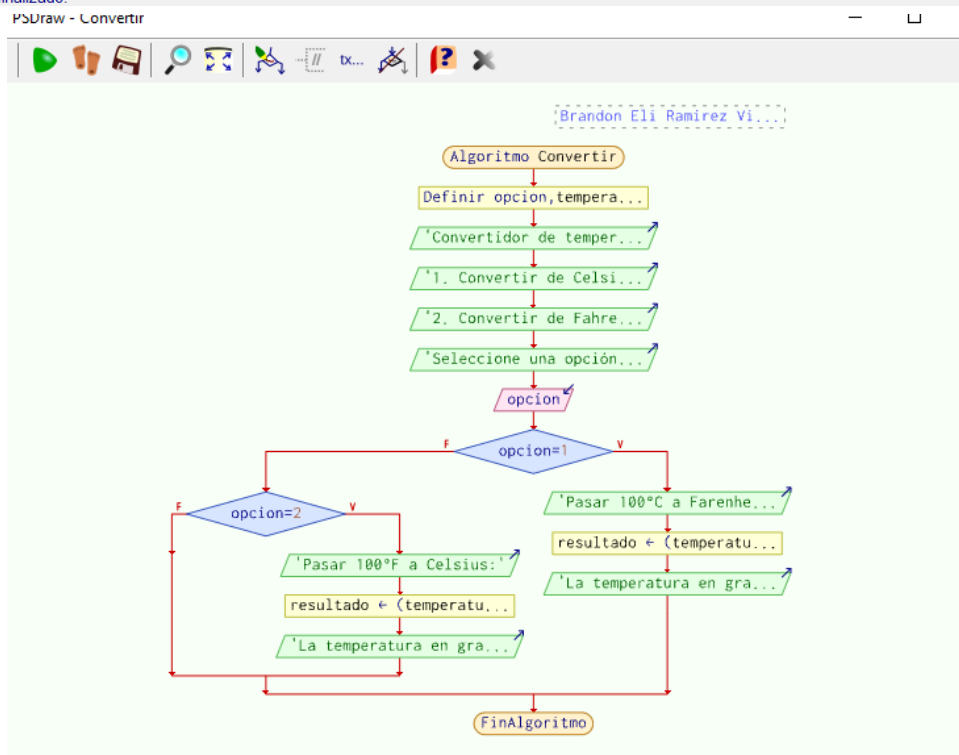 finalizado.
PSDraw - Convertir
tx...
Brandon Eli Ramirez Vi...
Algoritmo Convertir
Definir opcion,tempera...
'Convertidor de temper...
'1. Convertir de Celsi...
'2. Convertir de Fahre...
'Seleccione una opción...
opcion
F opcion=1 V
F opcion=2 V
'Pasar 100°C a Farenhe...
resultado ← (temperatu...
'La temperatura en gra...
'Pasar 100°F a Celsius:'
resultado ← (temperatu...
'La temperatura en gra...
FinAlgoritmo